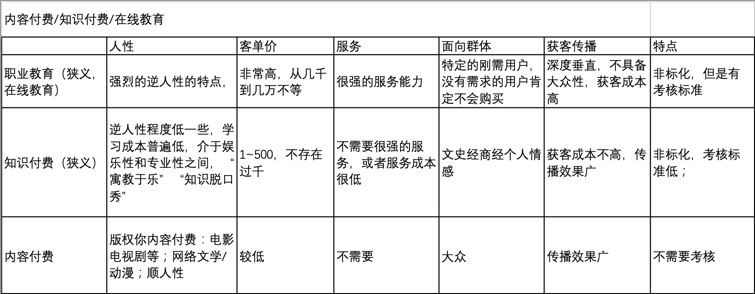 内容付费/知识付费/在线教育
人性
客单价
服务
面向群体
获客传播
特点
职业教育（狭义，
在线教育）
强烈的逆人性的特点，
非常高，从几千
到几万不等
很强的服务能力
特定的刚需用户，
没有需求的用户肯
定不会购买
深度垂直，不具备
大众性，获客成本
高
非标化，但是有
考核标准
知识付费（狭义）
逆人性程度低一些，学
习成本普遍低，介于娱
乐性和专业性之间，“
寓教于乐”“知识脱口
秀”
1~500，不存在
过千
不需要很强的服
务，或者服务成本
很低
文史经商经个人情
感
获客成本不高，传
播效果广
非标化，考核标
准低；
内容付费
版权你内容付费：电影
电视剧等；网络文学/
动漫；顺人性
较低
不需要
大众
传播效果广
不需要考核